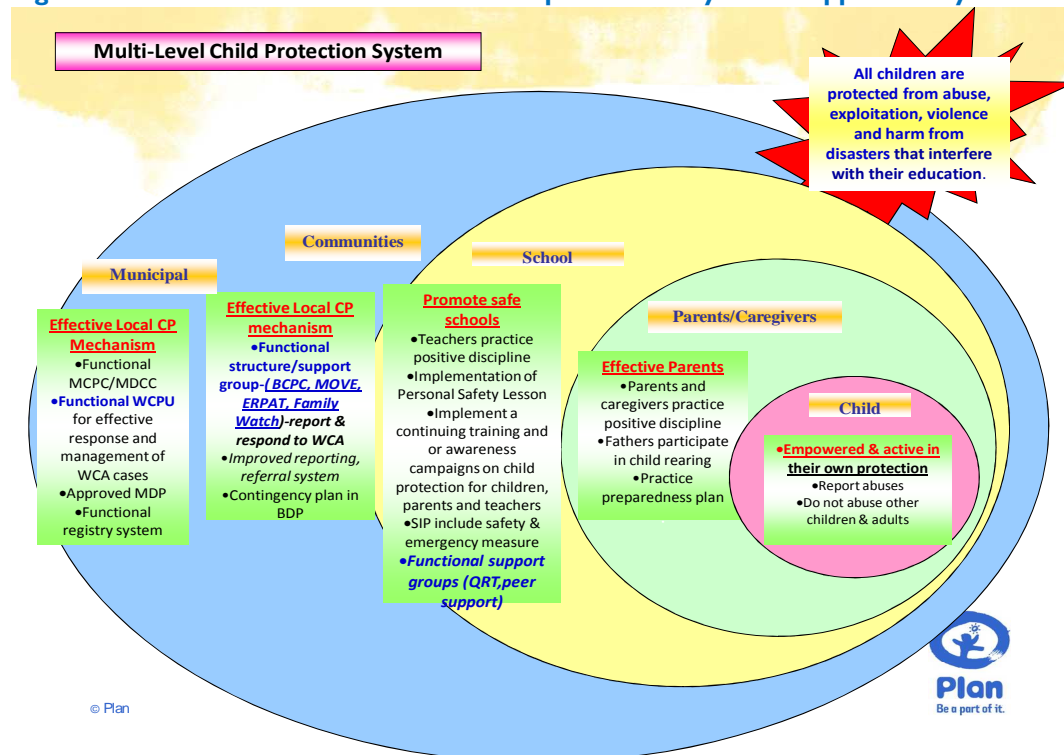 Multi-Level Child Protection System
All children are
protected from abuse,
exploitation, violence
and harm from
disasters that interfere
with their education.
Municipal
Effective Local CP
Mechanism
•Functional
MCPC/MDCC
•Functional WCPU
for effective
response and
management of
WCA cases
•Approved MDP
•Functional
registry system
Communities
Effective Local CP
mechanism
•Functional
structure/support
group-( BCPC, MOVE,
ERPAT, Family
Watch)-report &
respond to WCA
•Improved reporting,
referral system
•Contingency plan in
BDP
School
Promote safe
schools
•Teachers practice
positive discipline
•Implementation of
Personal Safety Lesson
•Implement a
continuing training and
or awareness
campaigns on child
protection for children,
parents and teachers
•SIP include safety &
emergency measure
•Functional support
groups (QRT,peer
support)
Parents/Caregivers
Effective Parents
•Parents and
caregivers practice
positive discipline
•Fathers participate
in child rearing
•Practice
preparedness plan
Child
•Empowered & active in
their own protection
•Report abuses
•Do not abuse other
children & adults
© Plan
Plan
Be a part of it.